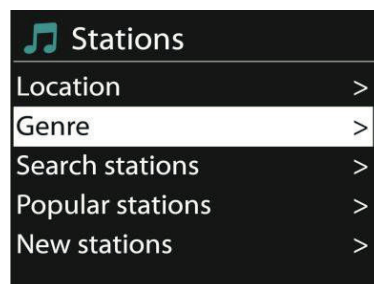 Stations
Location >
Genre >
Search stations >
Popular stations >
New stations >